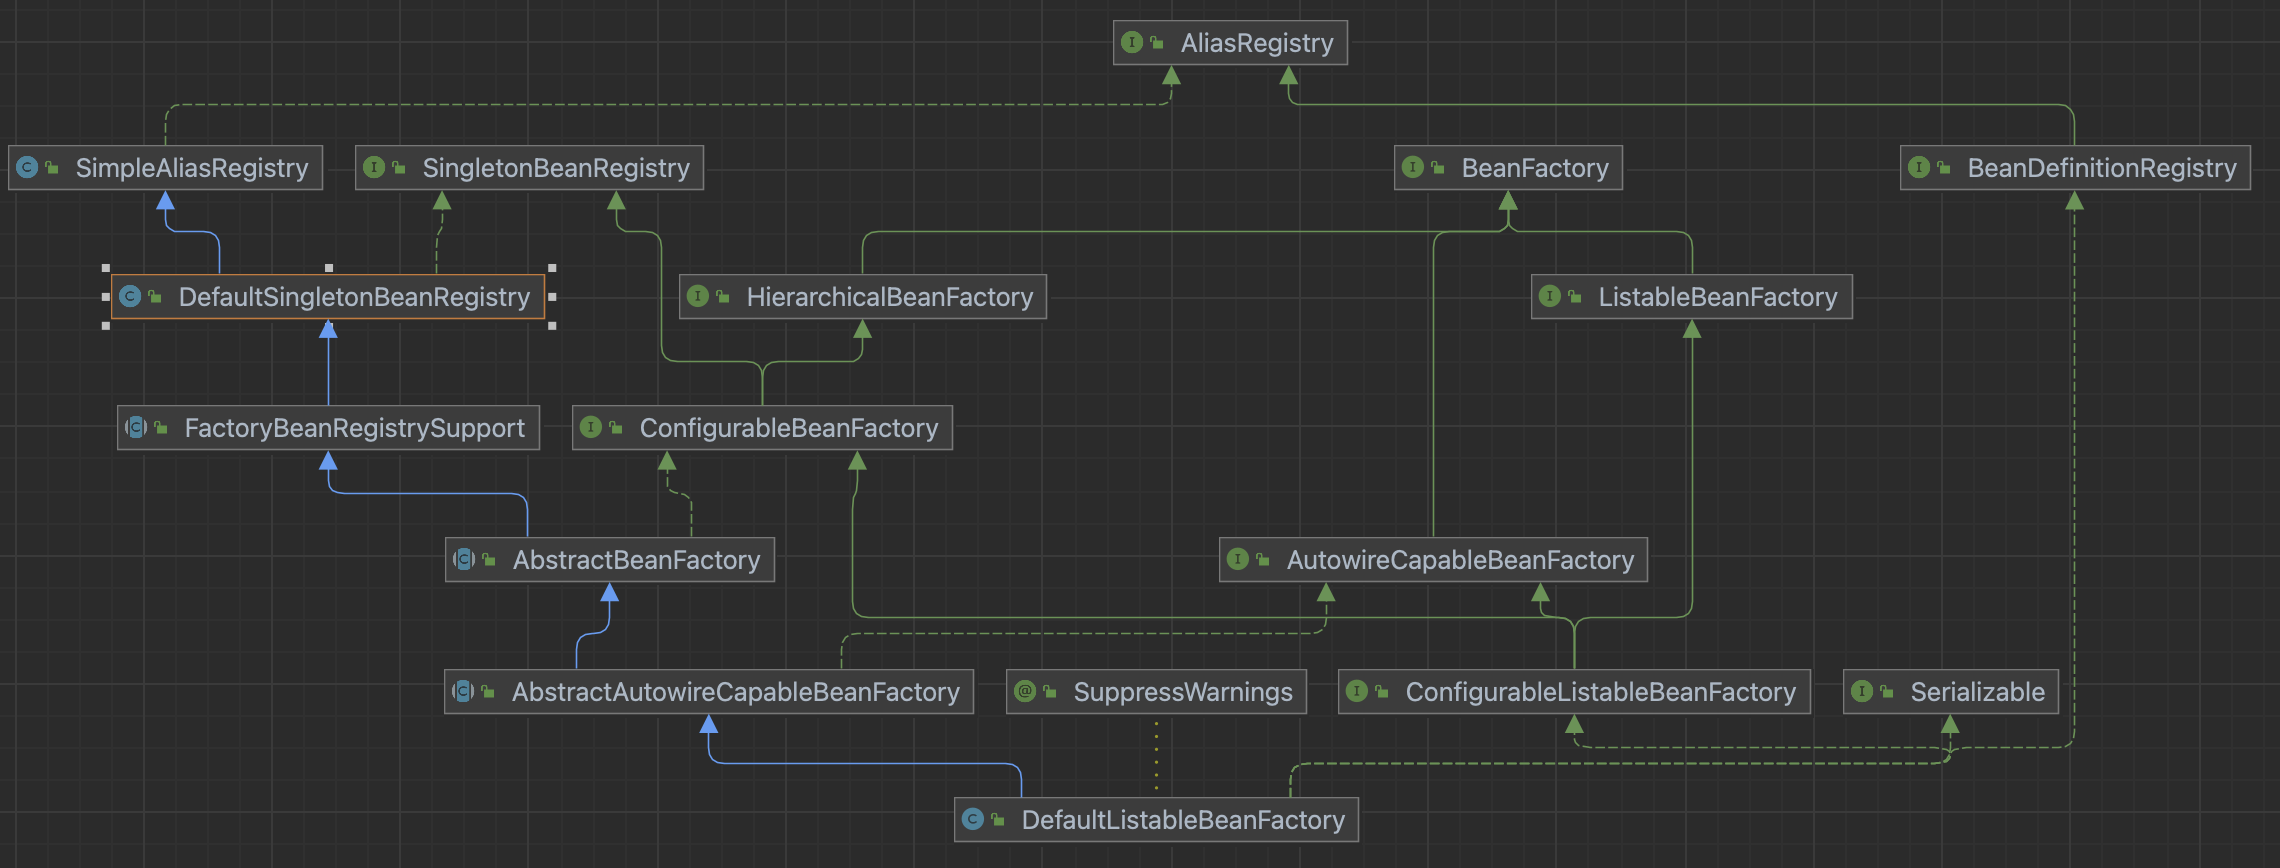 AliasRegistry
SimpleAliasRegistry
SingletonBeanRegistry
BeanFactory
BeanDefinitionRegistry
DefaultSingletonBeanRegistry
HierarchicalBeanFactory
ListableBeanFactory
FactoryBeanRegistrySupport
ConfigurableBeanFactory
AbstractBeanFactory
AutowireCapableBeanFactory
AbstractAutowireCapableBeanFactory
SuppressWarnings
ConfigurableListableBeanFactory
Serializable
DefaultListableBeanFactory